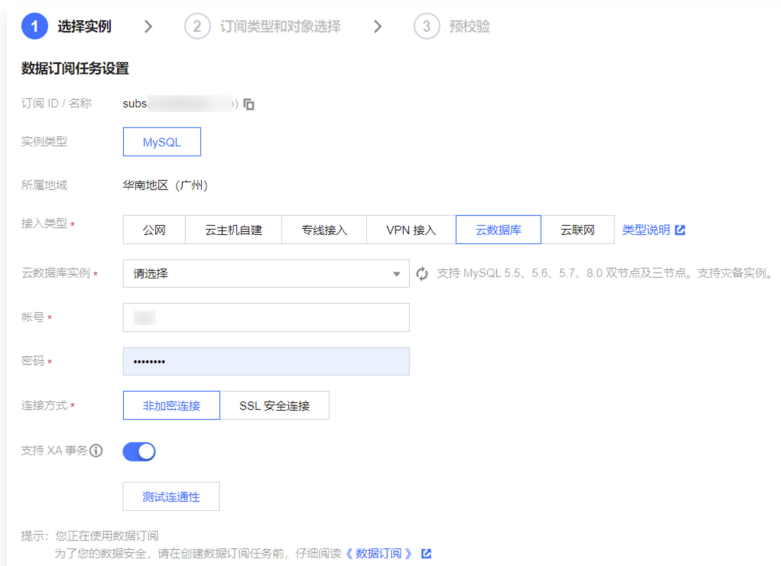 1 选择实例 > 2 订阅类型和对象选择 > 3 预校验
数据订阅任务设置
订阅 ID / 名称 subs )
实例类型 MySQL
所属地域 华南地区（广州）
接入类型 * 公网 云主机自建 专线接入 VPN 接入 云数据库 云联网 类型说明
云数据库实例 * 请选择 支持 MySQL 5.5、5.6、5.7、8.0 双节点及三节点。支持灾备实例。
帐号 *
密码 * ••••••••
连接方式 * 非加密连接 SSL 安全连接
支持 XA 事务
测试连通性
提示：您正在使用数据订阅
为了您的数据安全，请在创建数据订阅任务前，仔细阅读《 数据订阅 》